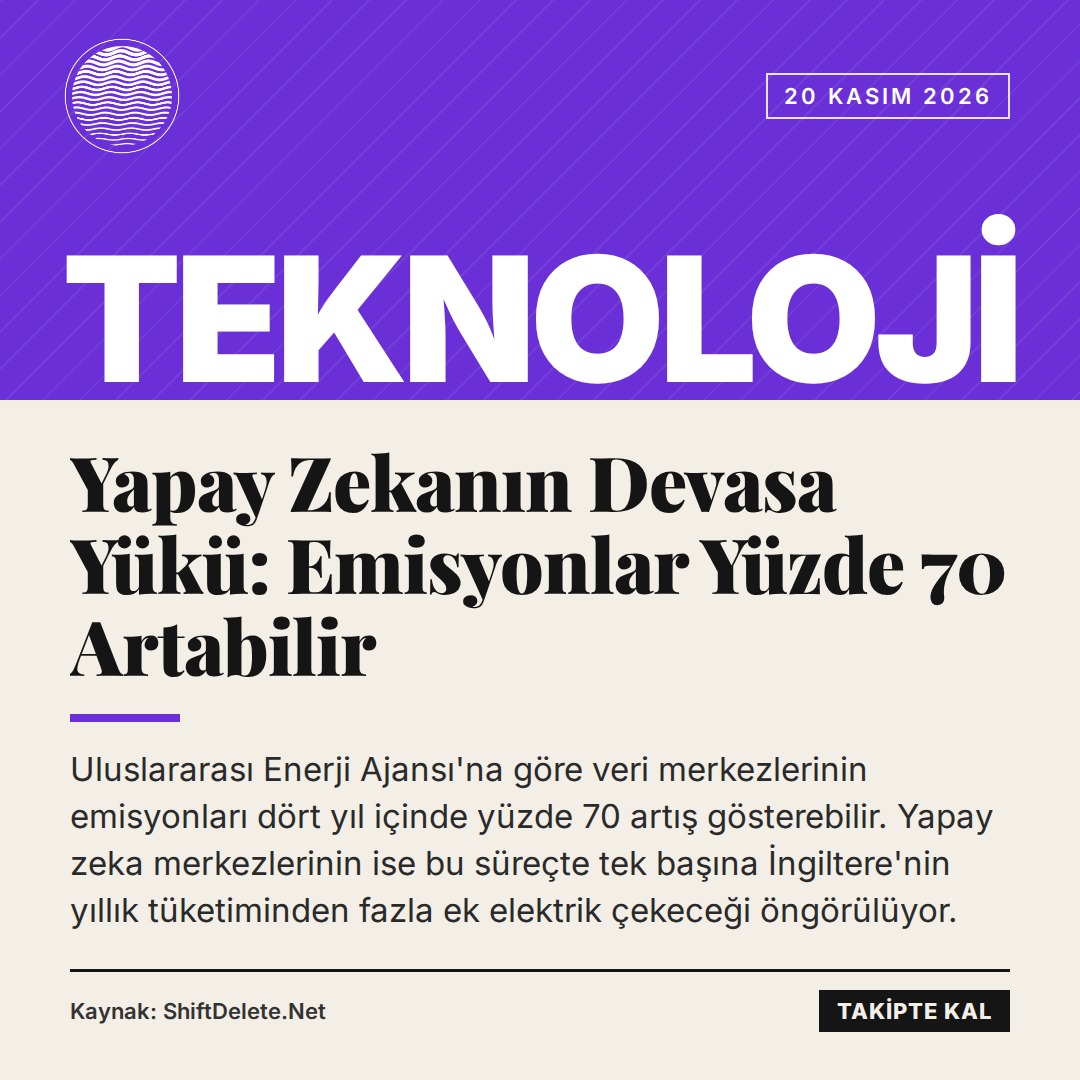 20 KASIM 2026
TEKNOLOJİ
Yapay Zekanın Devasa
Yükü: Emisyonlar Yüzde 70
Artabilir
Uluslararası Enerji Ajansı'na göre veri merkezlerinin
emisyonları dört yıl içinde yüzde 70 artış gösterebilir. Yapay
zeka merkezlerinin ise bu süreçte tek başına İngiltere'nin
yıllık tüketiminden fazla ek elektrik çekeceği öngörülüyor.
Kaynak: ShiftDelete.Net
TAKİPTE KAL